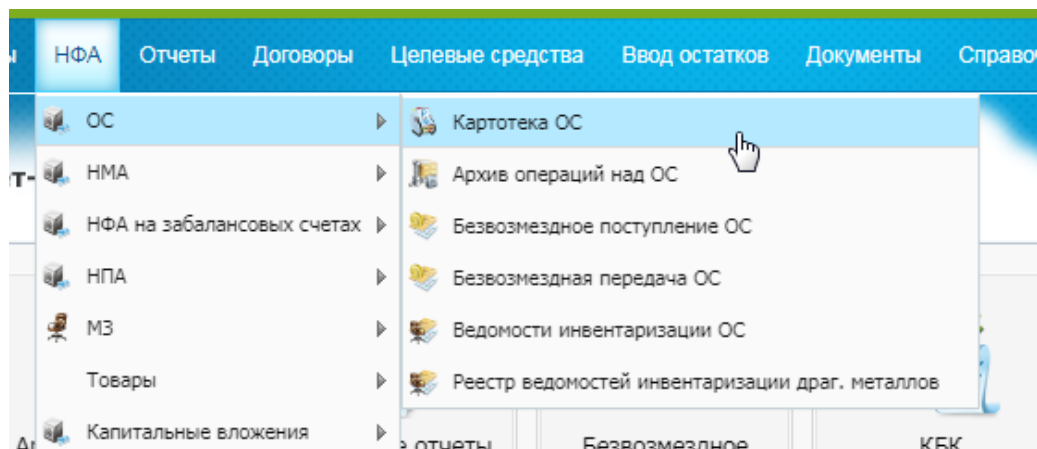 НФА Отчеты Договоры Целевые средства Ввод остатков Документы
ОС
НМА
НФА на забалансовых счетах
НПА
МЗ
Товары
Капитальные вложения
Картотека ОС
Архив операций над ОС
Безвозмездное поступление ОС
Безвозмездная передача ОС
Ведомости инвентаризации ОС
Реестр ведомостей инвентаризации драг. металлов
отчеты
Безвозмездное
КБК